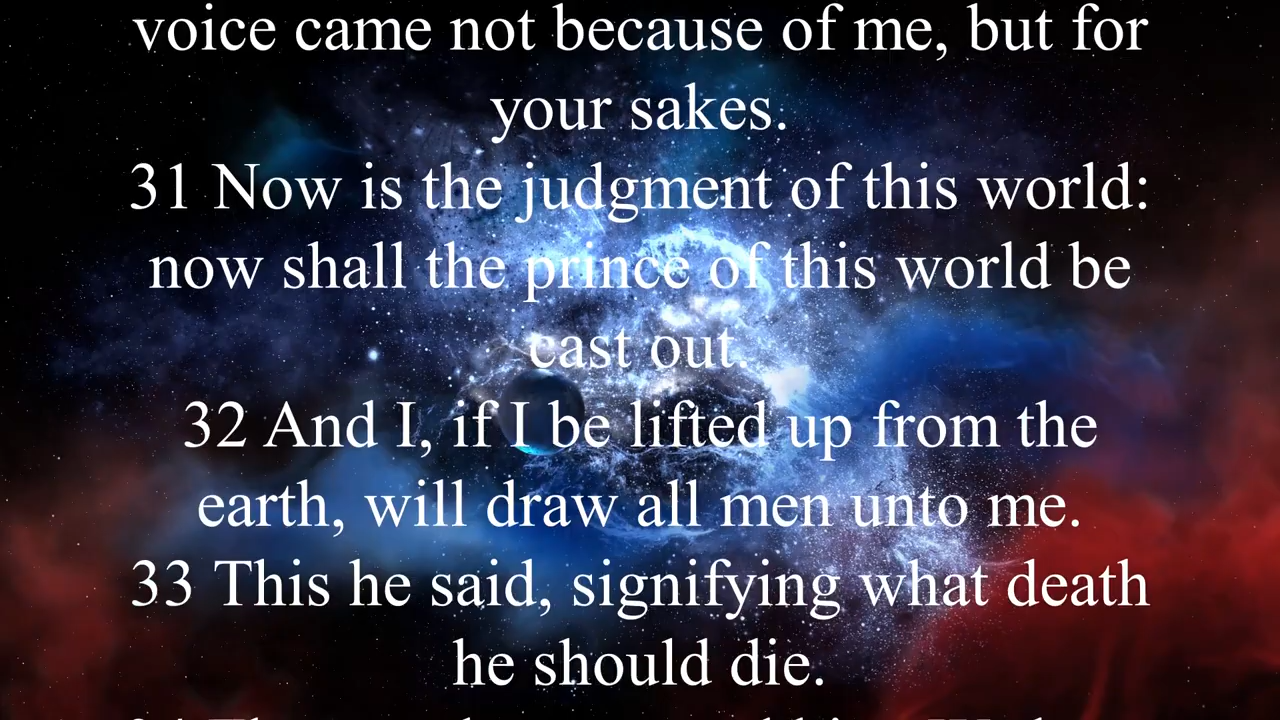 voice came not because of me, but for
your sakes.
31 Now is the judgment of this world:
now shall the prince of this world be
cast out.
32 And I, if I be lifted up from the
earth, will draw all men unto me.
33 This he said, signifying what death
he should die.